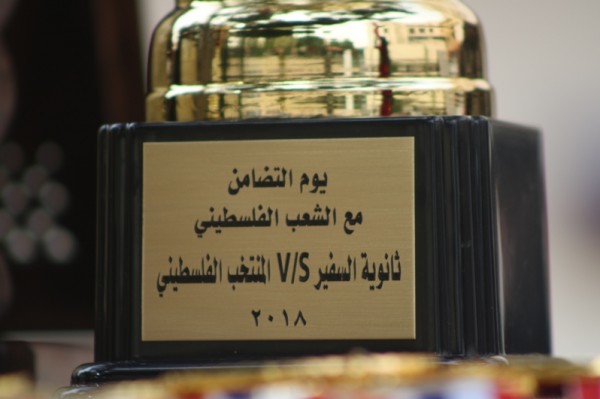 يوم التضامن
مع الشعب الفلسطيني
ثانوية السفير V/S المنتخب الفلسطيني
٢٠١٨